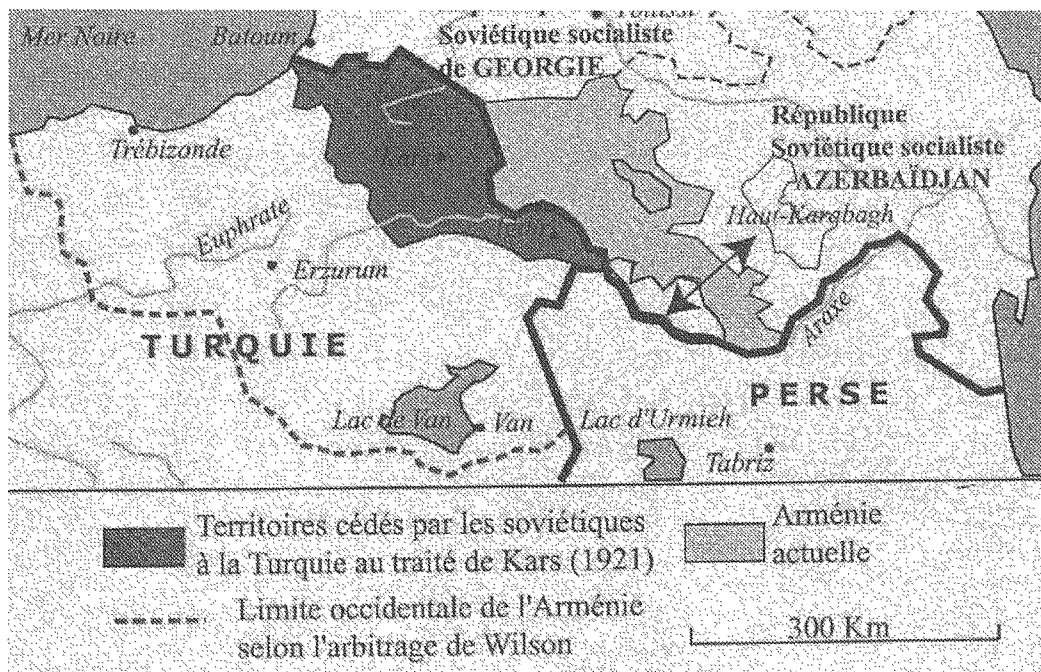 Mer Noire
Batoum
Soviétique socialiste
de GEORGIE
République
Soviétique socialiste
AZERBAÏDJAN
Haut-Karabagh
Trébizonde
Kars
Euphrate
Erzurum
Araxe
TURQUIE
PERSE
Lac de Van
Van
Lac d'Urmieh
Tabriz
Territoires cédés par les soviétiques
à la Turquie au traité de Kars (1921)
Arménie
actuelle
Limite occidentale de l'Arménie
selon l'arbitrage de Wilson
300 Km